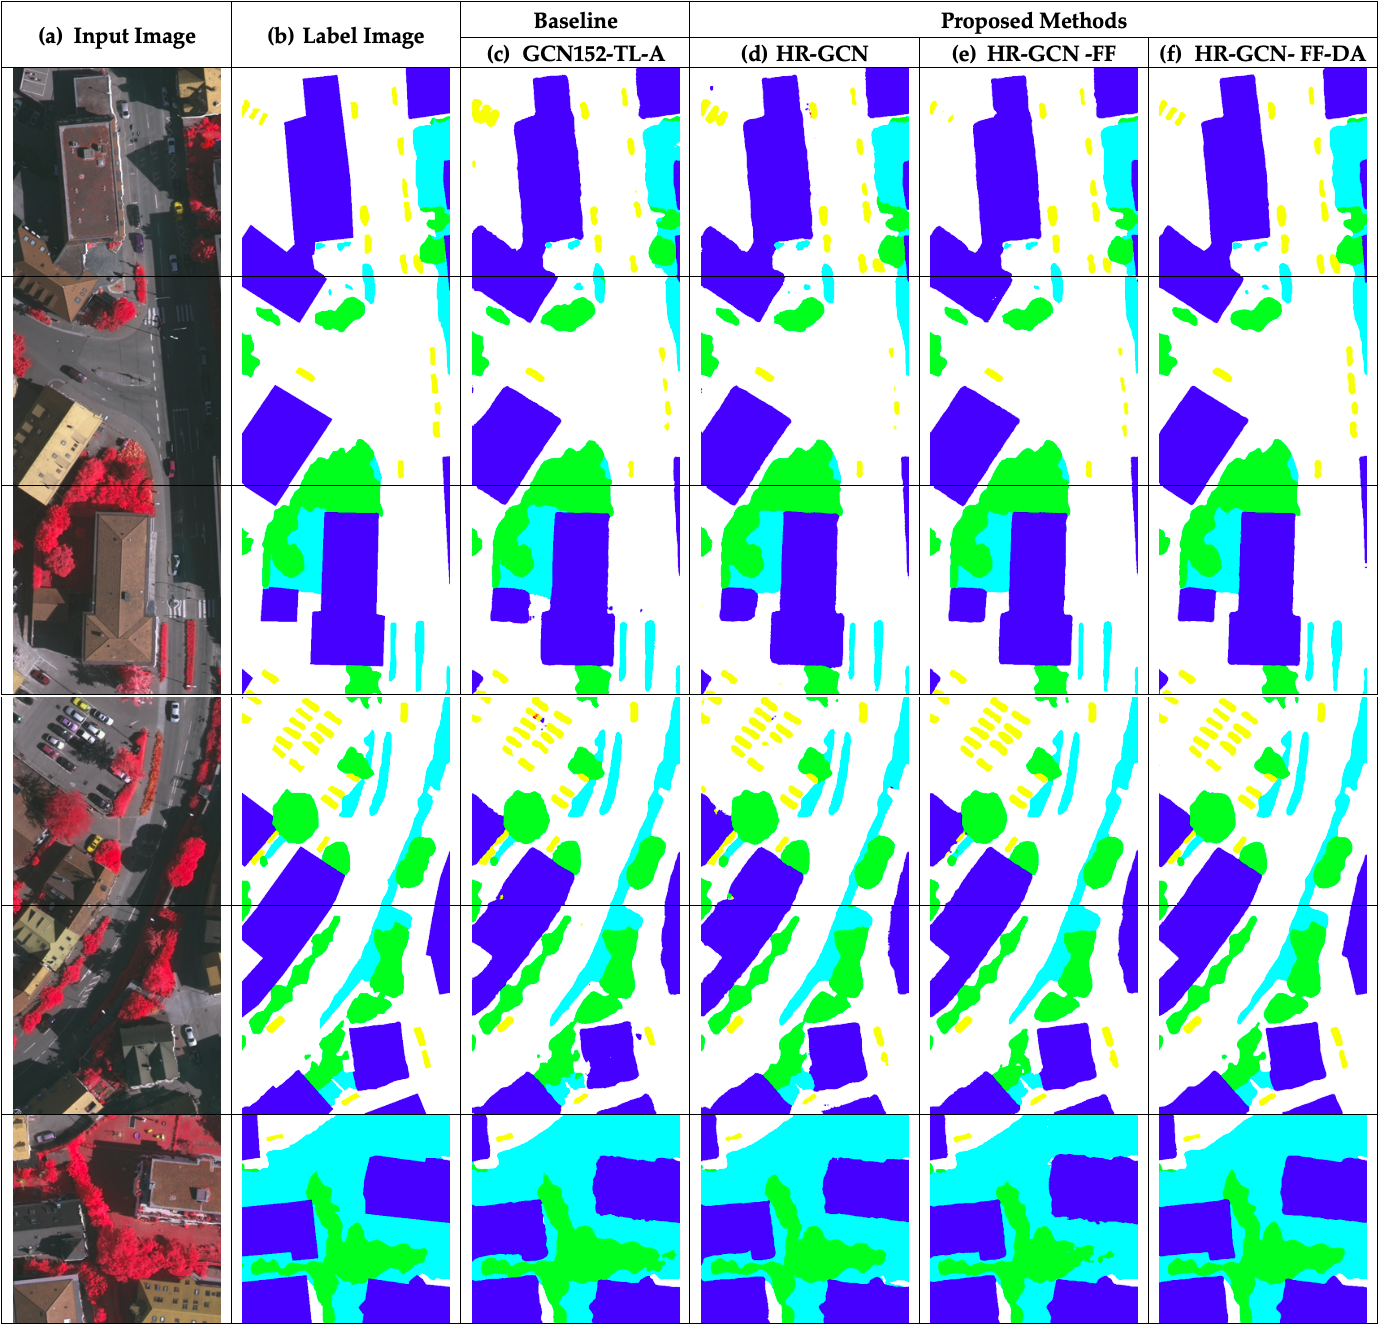 (a) Input Image
(b) Label Image
Baseline
Proposed Methods
(c) GCN152-TL-A
(d) HR-GCN
(e) HR-GCN -FF
(f) HR-GCN- FF-DA